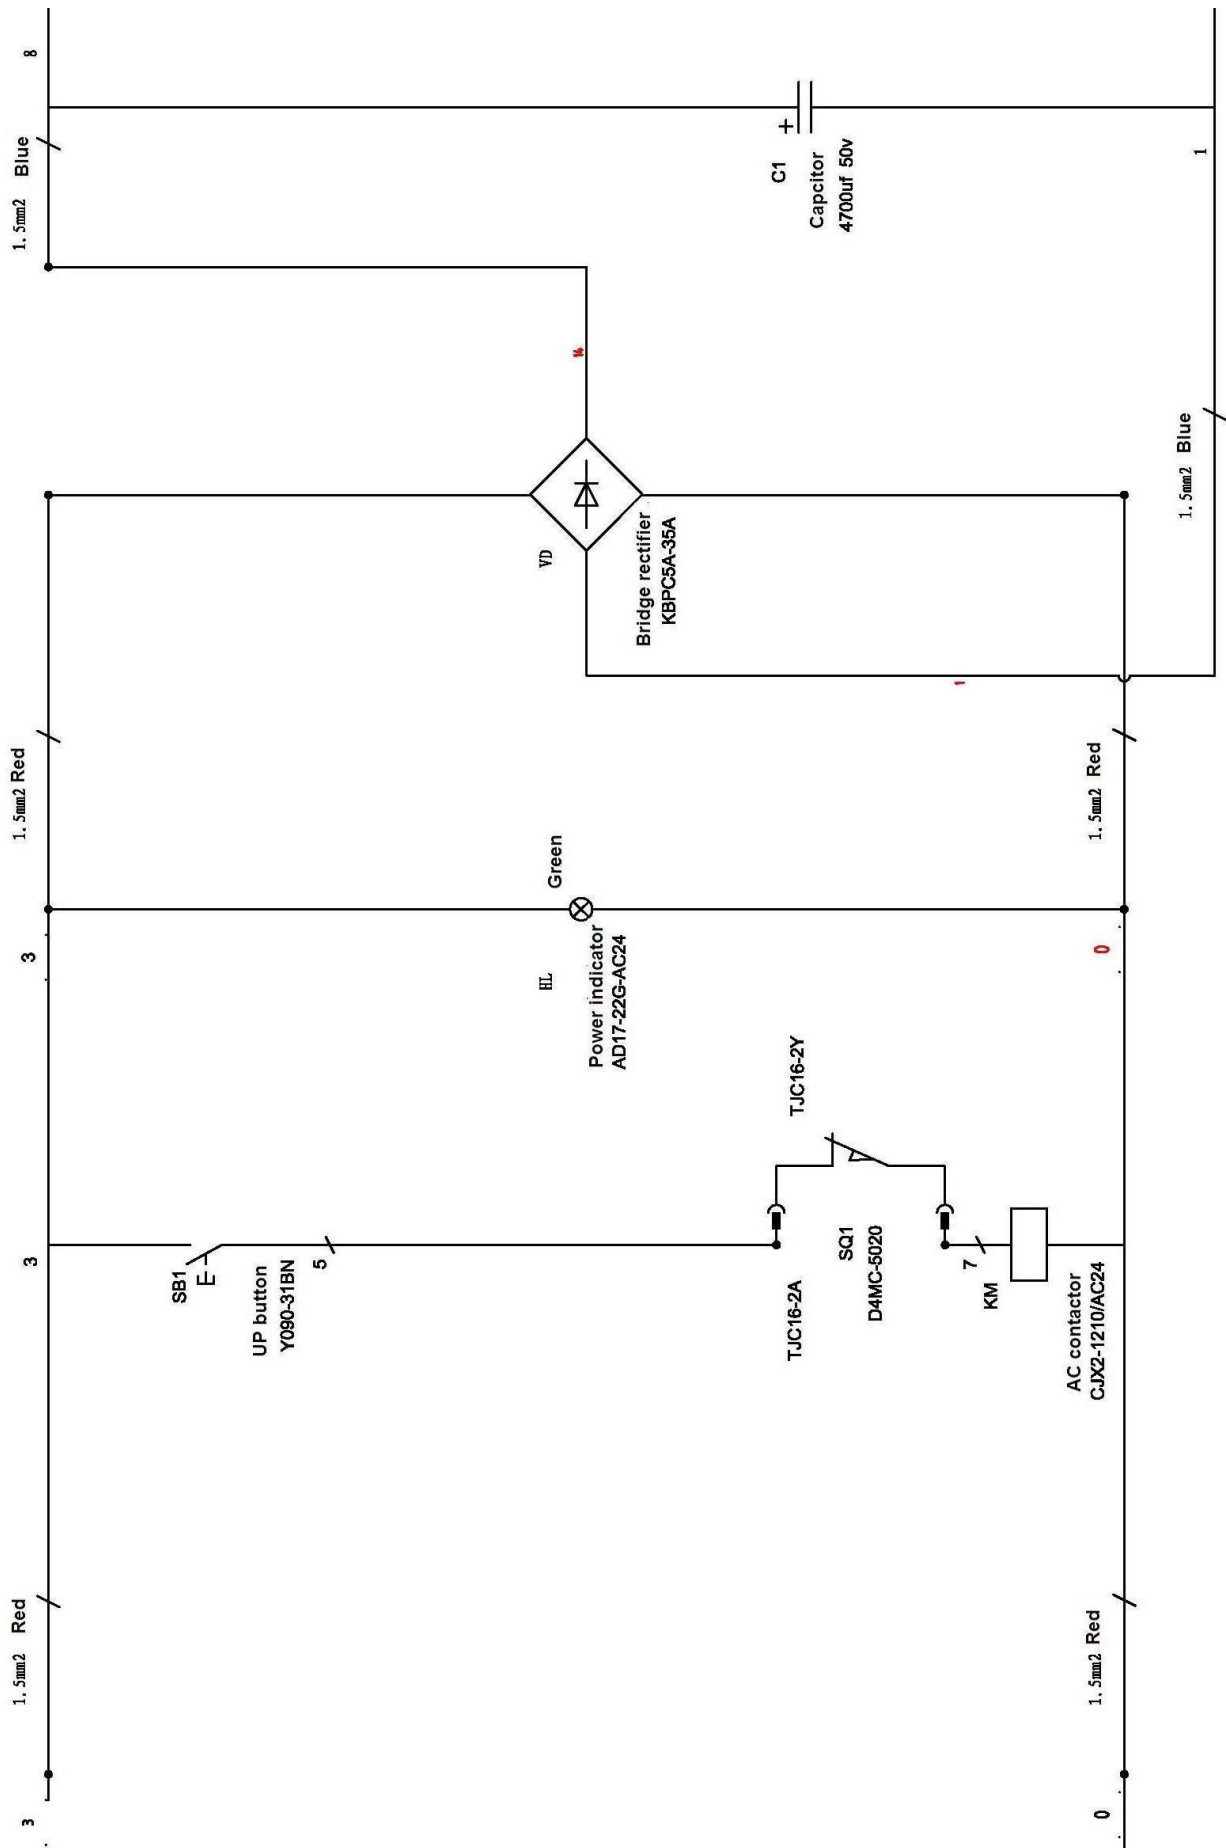 3
1.5mm2 Red
3
3
1.5mm2 Red
1.5mm2 Blue
8
SB1
UP button
Y090-31BN
5
HL
Green
Power indicator
AD17-22G-AC24
VD
Bridge rectifier
KBPC5A-35A
+
C1
Capcitor
4700uf 50v
TJC16-2A
TJC16-2Y
SQ1
D4MC-5020
7
KM
AC contactor
CJX2-1210/AC24
1
0
1.5mm2 Red
0
1.5mm2 Red
1.5mm2 Blue
1